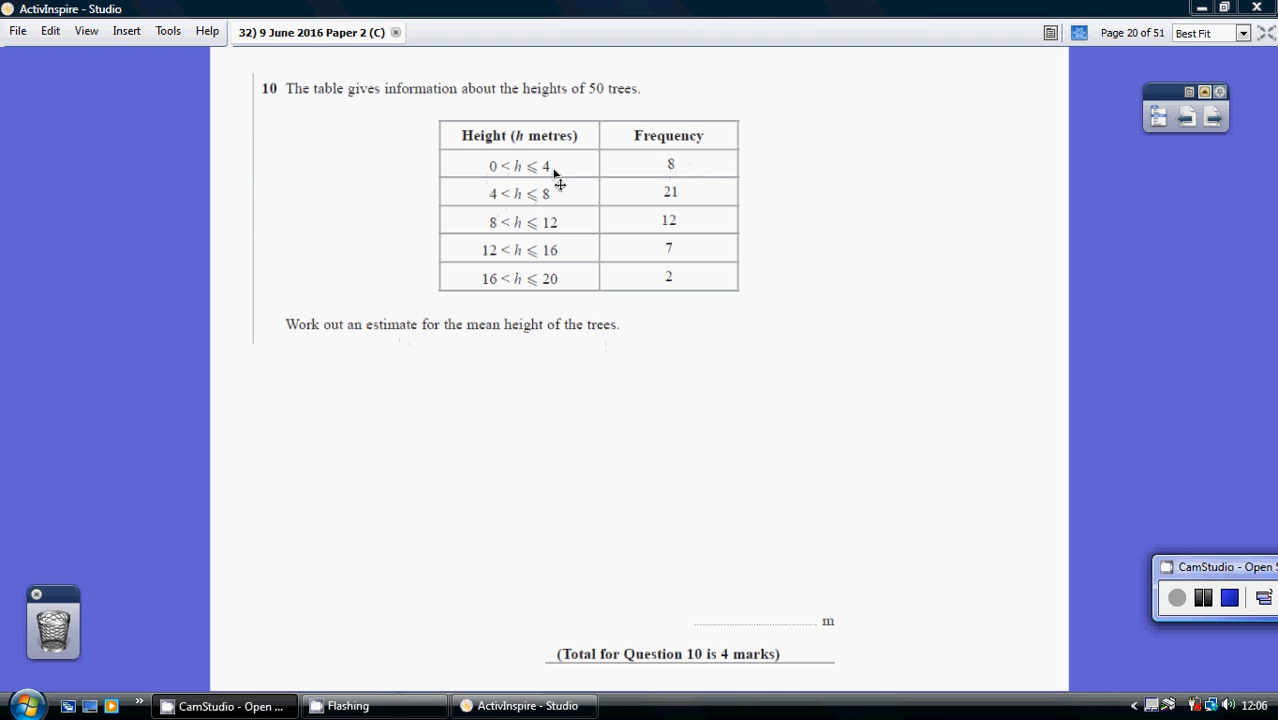 ActivInspire - Studio
File Edit View Insert Tools Help
32) 9 June 2016 Paper 2 (C)
Page 20 of 51
Best Fit
10 The table gives information about the heights of 50 trees.
Height (h metres) Frequency
0 < h ⩽ 4 8
4 < h ⩽ 8 21
8 < h ⩽ 12 12
12 < h ⩽ 16 7
16 < h ⩽ 20 2
Work out an estimate for the mean height of the trees.
m
(Total for Question 10 is 4 marks)
CamStudio - Open S
CamStudio - Open ...
Flashing
ActivInspire - Studio
12:06